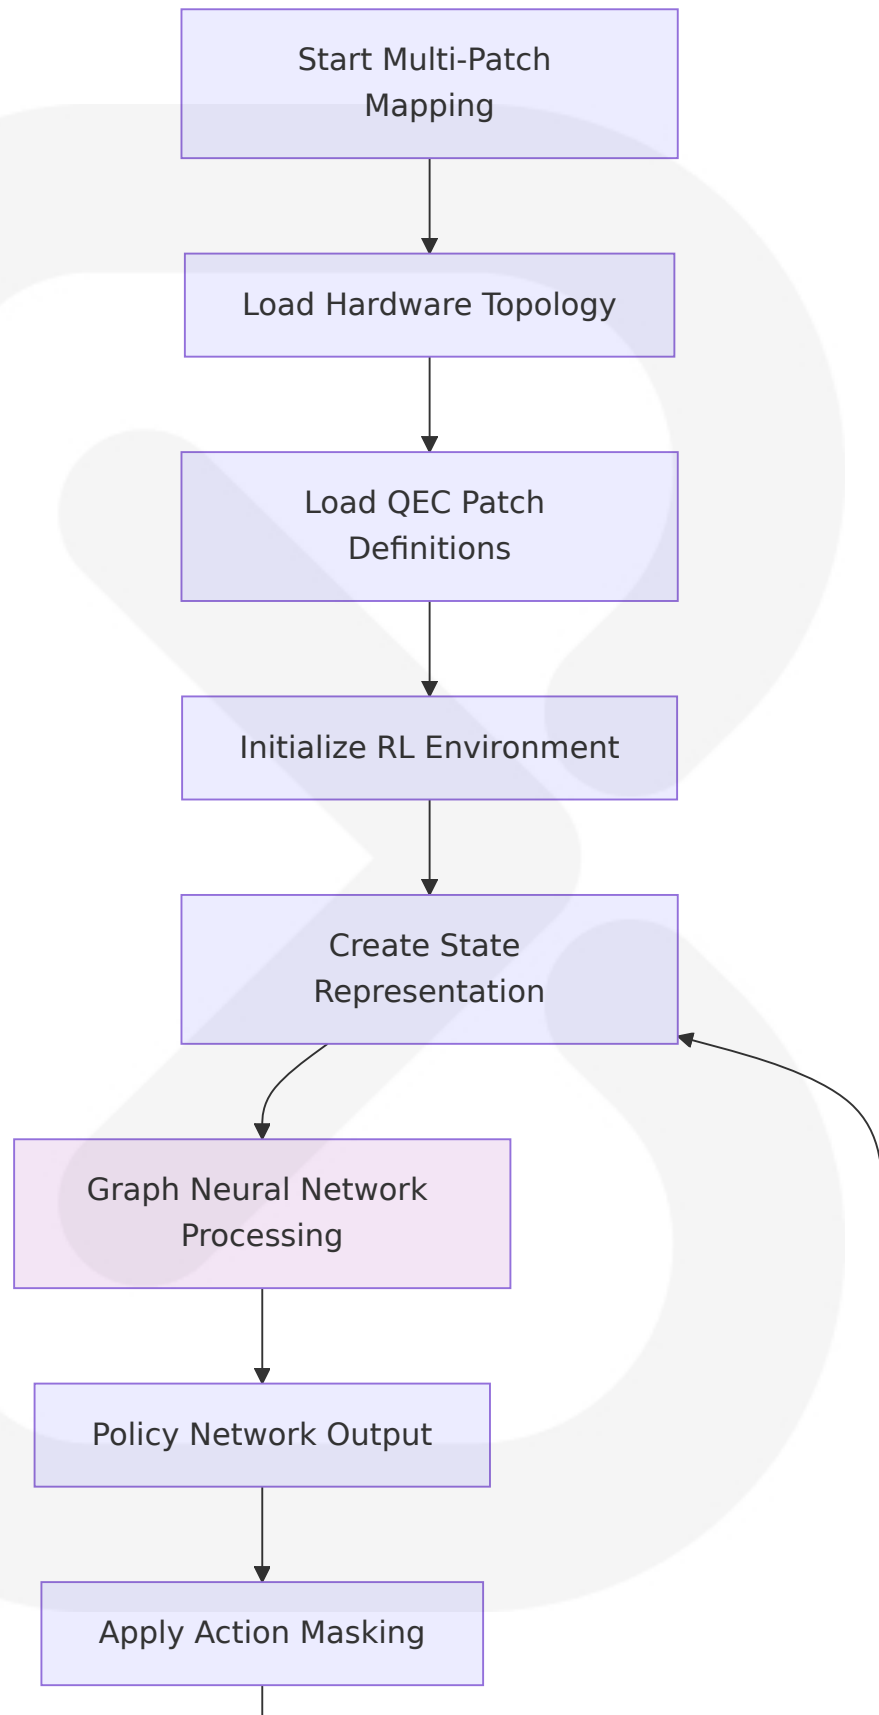 Start Multi-Patch
Mapping
Load Hardware Topology
Load QEC Patch
Definitions
Initialize RL Environment
Create State
Representation
Graph Neural Network
Processing
Policy Network Output
Apply Action Masking